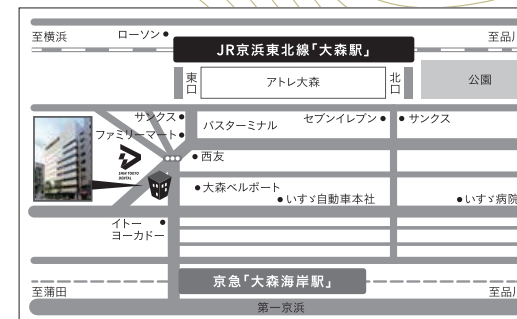 至横浜
ローソン
至品川
JR京浜東北線「大森駅」
東口
アトレ大森
北口
公園
サンクス
バスターミナル
セブンイレブン
サンクス
ファミリーマート
西友
SHIN TOKYO
DENTAL
大森ベルポート
いすゞ自動車本社
いすゞ病院
イトー
ヨーカドー
京急「大森海岸駅」
至蒲田
至品川
第一京浜